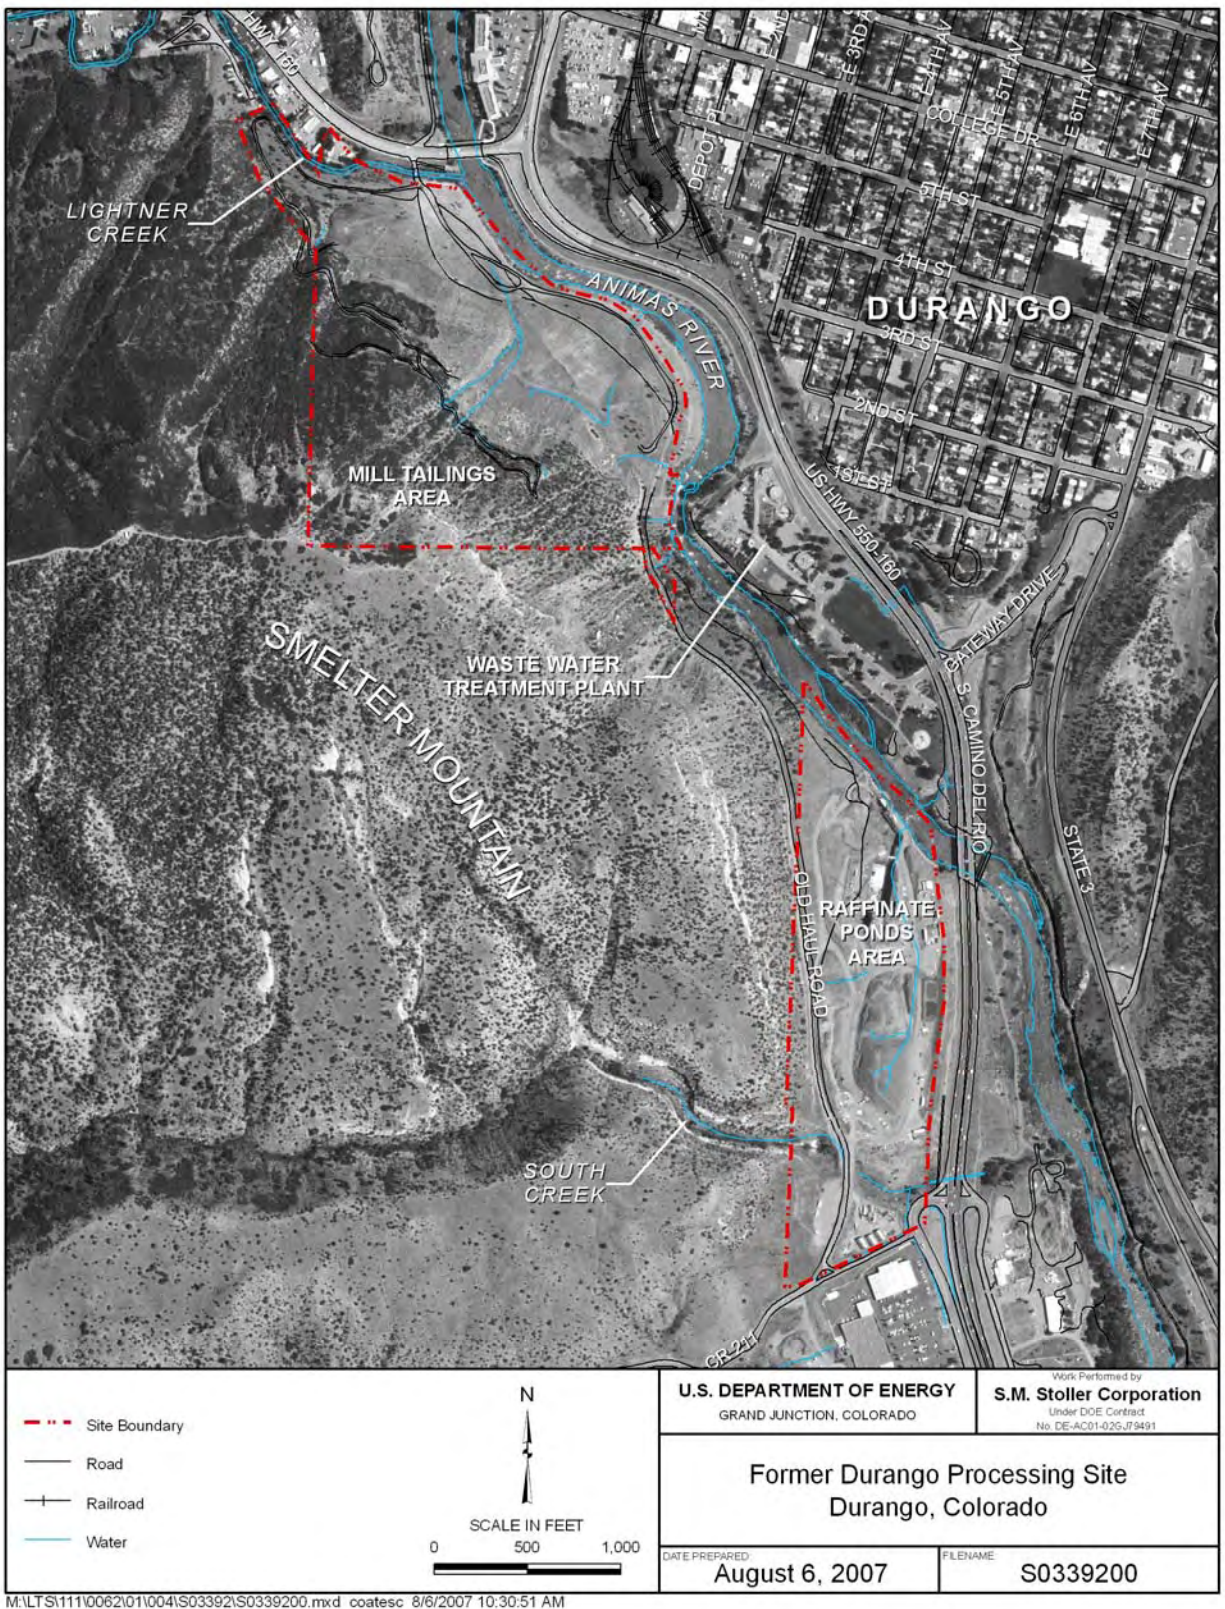 HWY 160
E 3RD A
E 4TH AV
E 5TH AV
E 6TH AV
E 7TH AV
COLLEGE DR
DEPOT PL
5TH ST
4TH ST
3RD ST
2ND ST
1ST ST
LIGHTNER
CREEK
ANIMAS RIVER
DURANGO
MILL TAILINGS
AREA
US HWY 550-160
GATEWAY DRIVE
SMELTER MOUNTAIN
WASTE WATER
TREATMENT PLANT
S CAMINO DEL RIO
STATE 3
OLD HAUL ROAD
RAFFINATE
PONDS
AREA
SOUTH
CREEK
CR 211
Site Boundary
Road
Railroad
Water
N
SCALE IN FEET
0 500 1,000
U.S. DEPARTMENT OF ENERGY
GRAND JUNCTION, COLORADO
Work Performed by
S.M. Stoller Corporation
Under DOE Contract
No. DE-AC01-02GJ79491
Former Durango Processing Site
Durango, Colorado
DATE PREPARED:
August 6, 2007
FILENAME:
S0339200
M:\LTS\111\0062\01\004\S03392\S0339200.mxd coatesc 8/6/2007 10:30:51 AM